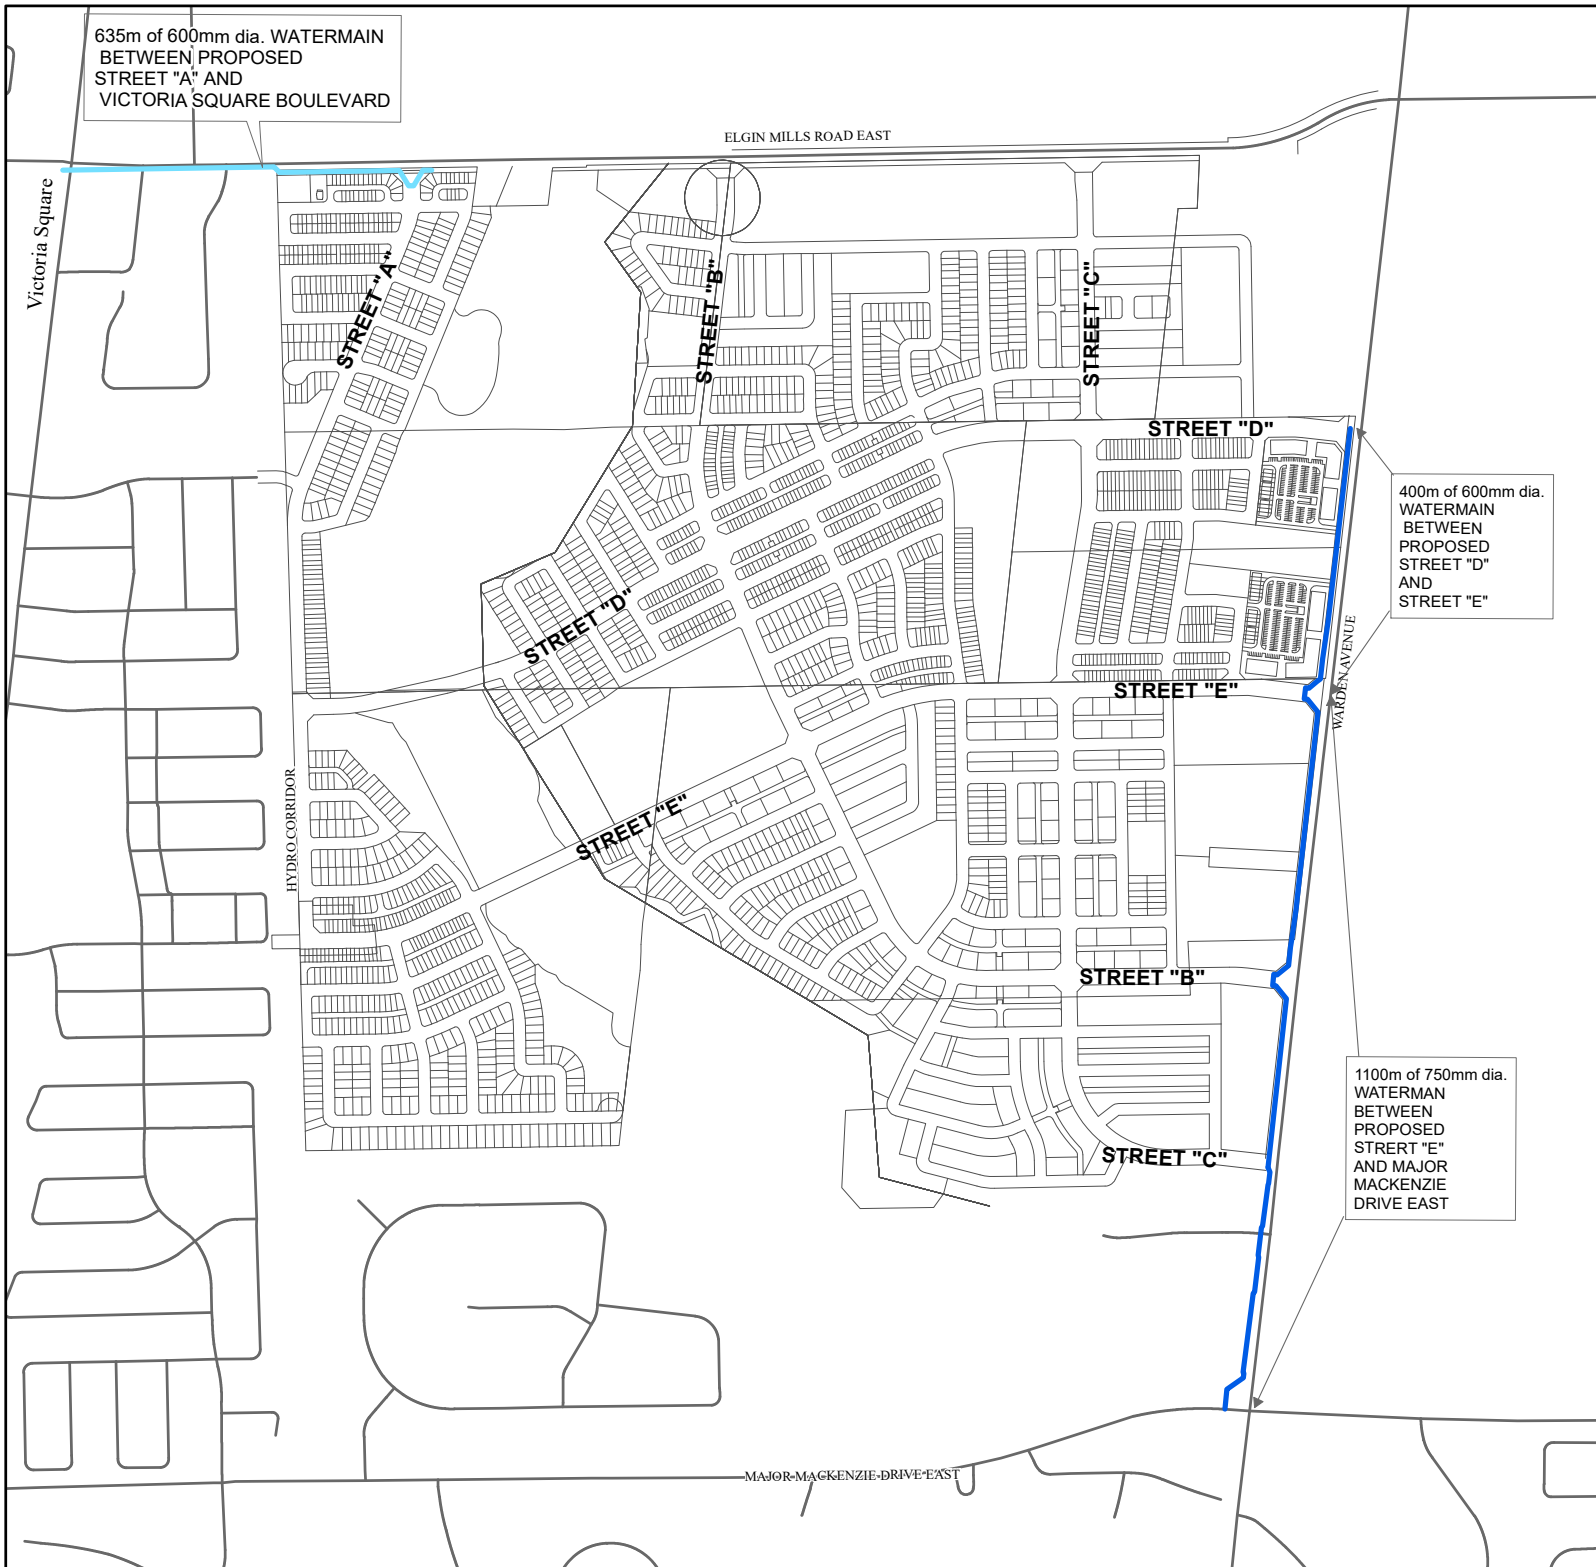 635m of 600mm dia. WATERMAIN
BETWEEN PROPOSED
STREET "A" AND
VICTORIA SQUARE BOULEVARD
ELGIN MILLS ROAD EAST
Victoria Square
STREET "A"
STREET "B"
STREET "C"
STREET "D"
400m of 600mm dia.
WATERMAIN
BETWEEN
PROPOSED
STREET "D"
AND
STREET "E"
STREET "D"
WARDEN AVENUE
STREET "E"
HYDRO CORRIDOR
STREET "E"
STREET "B"
1100m of 750mm dia.
WATERMAN
BETWEEN
PROPOSED
STRERT "E"
AND MAJOR
MACKENZIE
DRIVE EAST
STREET "C"
MAJOR MACKENZIE DRIVE EAST